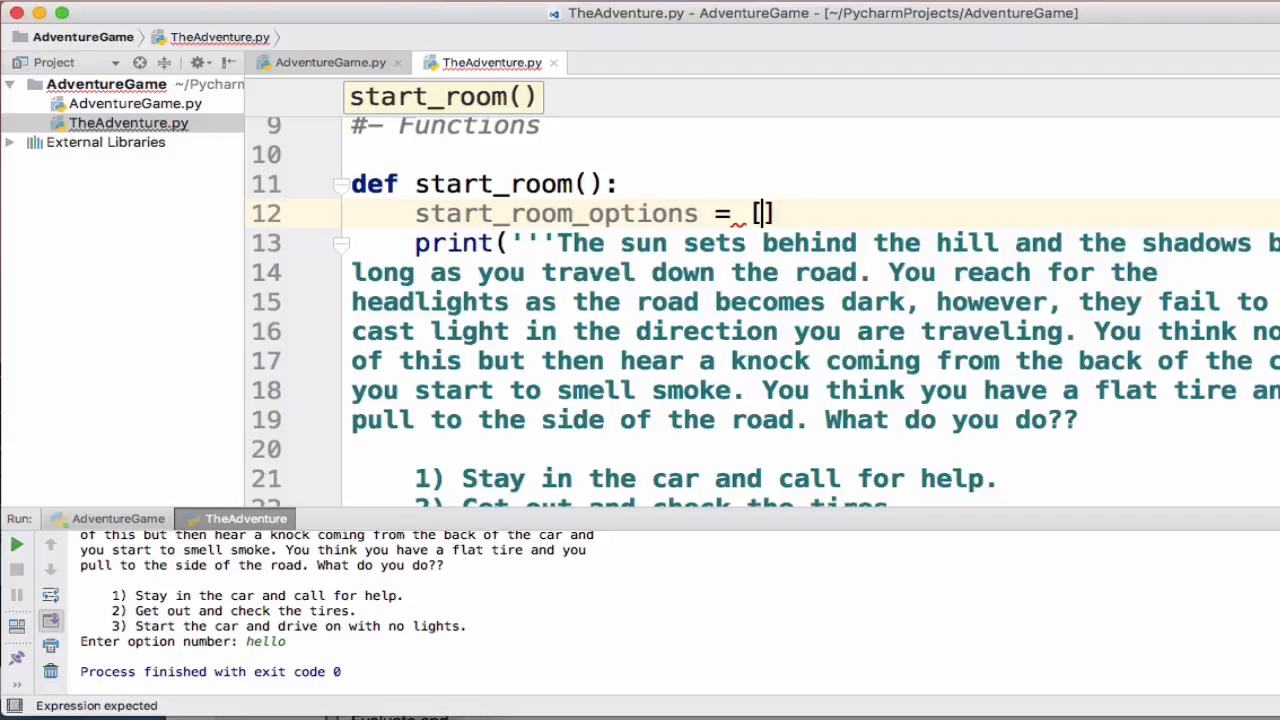 TheAdventure.py - AdventureGame - [~/PycharmProjects/AdventureGame]
AdventureGame TheAdventure.py
Project AdventureGame.py × TheAdventure.py ×
AdventureGame ~/Pycharm
AdventureGame.py
TheAdventure.py
External Libraries
start_room()
9 #- Functions
10
11 def start_room():
12 start_room_options = []
13 print('''The sun sets behind the hill and the shadows b
14 long as you travel down the road. You reach for the
15 headlights as the road becomes dark, however, they fail to
16 cast light in the direction you are traveling. You think no
17 of this but then hear a knock coming from the back of the c
18 you start to smell smoke. You think you have a flat tire an
19 pull to the side of the road. What do you do??
20
21 1) Stay in the car and call for help.
22 2) Get out and check the tires.
Run: AdventureGame TheAdventure
of this but then hear a knock coming from the back of the car and
you start to smell smoke. You think you have a flat tire and you
pull to the side of the road. What do you do??
1) Stay in the car and call for help.
2) Get out and check the tires.
3) Start the car and drive on with no lights.
Enter option number: hello
Process finished with exit code 0
Expression expected